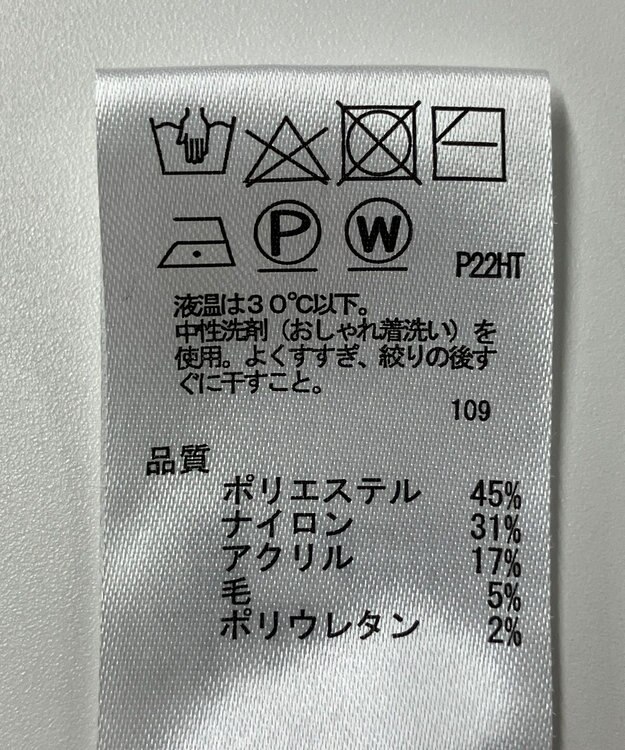 P W P22HT
液温は30℃以下。
中性洗剤（おしゃれ着洗い）を
使用。よくすすぎ、絞りの後す
ぐに干すこと。
109
品質
ポリエステル 45%
ナイロン 31%
アクリル 17%
毛 5%
ポリウレタン 2%